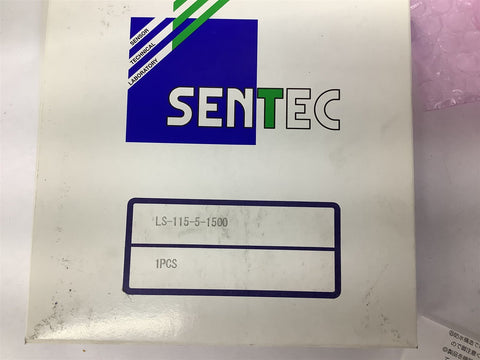 SENSOR
TECHNICAL
LABORATORY
SENTEC
LS-115-5-1500
1PCS